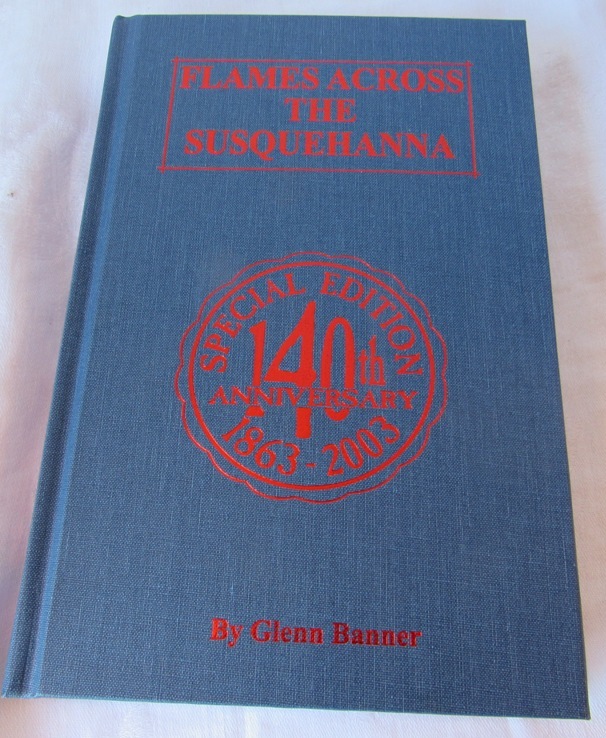 FLAMES ACROSS
THE
SUSQUEHANNA
SPECIAL EDITION
140th
ANNIVERSARY
1863 - 2003
By Glenn Banner